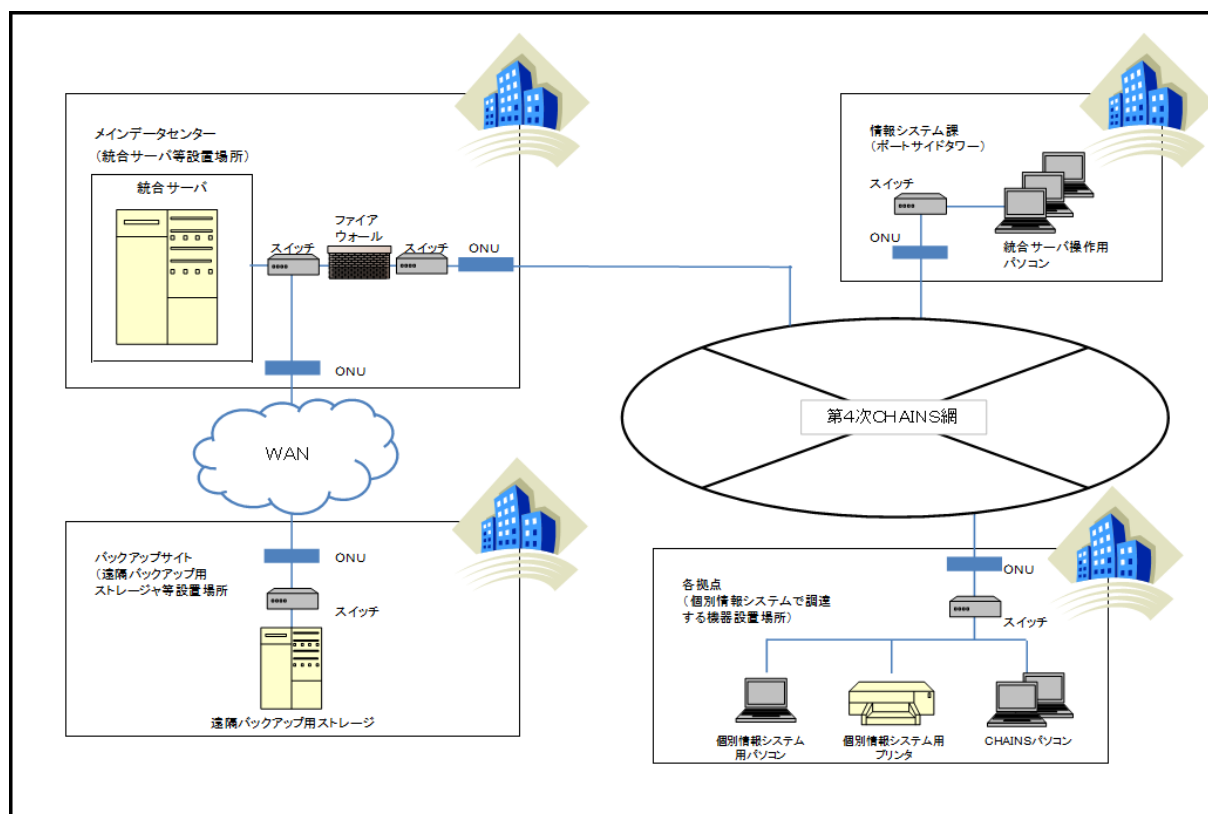 メインデータセンター
（統合サーバ等設置場所）
統合サーバ
スイッチ
ファイア
ウォール
スイッチ
ONU
ONU
WAN
バックアップサイト
（遠隔バックアップ用
ストレージャ等設置場所
ONU
スイッチ
遠隔バックアップ用ストレージ
情報システム課
（ポートサイドタワー）
スイッチ
ONU
統合サーバ操作用
パソコン
第4次CHAINS網
各拠点
（個別情報システムで調達
する機器設置場所）
ONU
スイッチ
個別情報システム
用パソコン
個別情報システム用
プリンタ
CHAINSパソコン